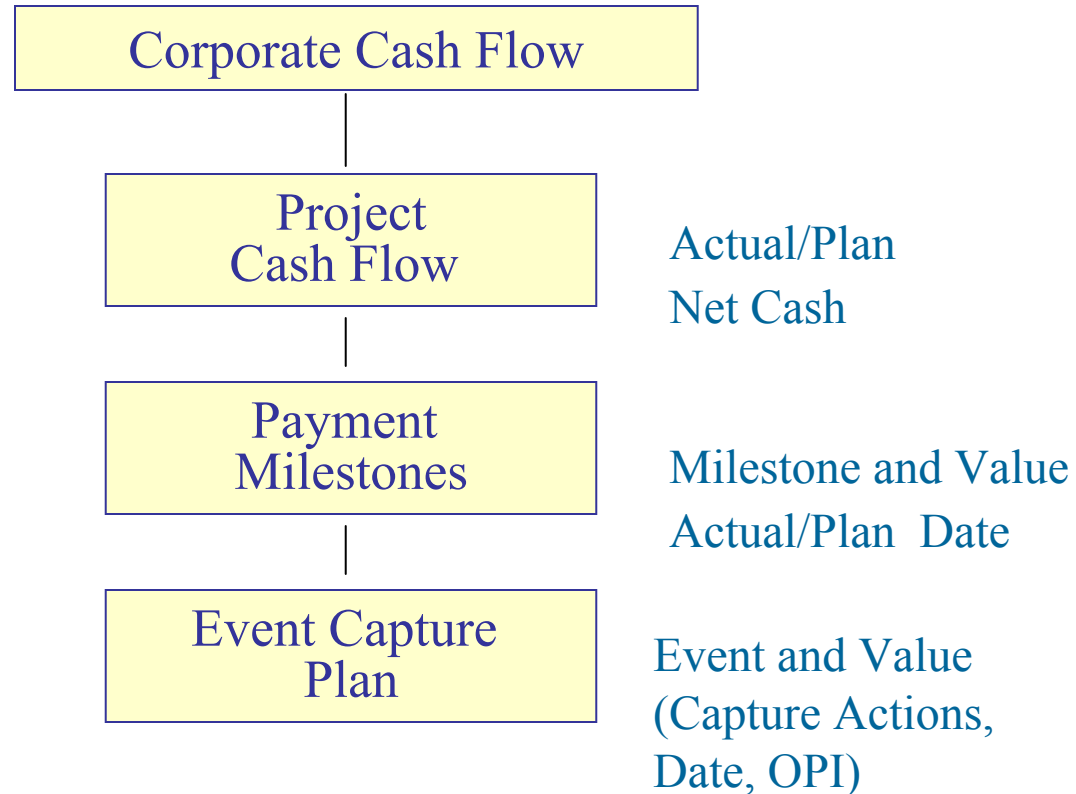 Corporate Cash Flow
Project
Cash Flow
Actual/Plan
Net Cash
Payment
Milestones
Milestone and Value
Actual/Plan Date
Event Capture
Plan
Event and Value
(Capture Actions,
Date, OPI)